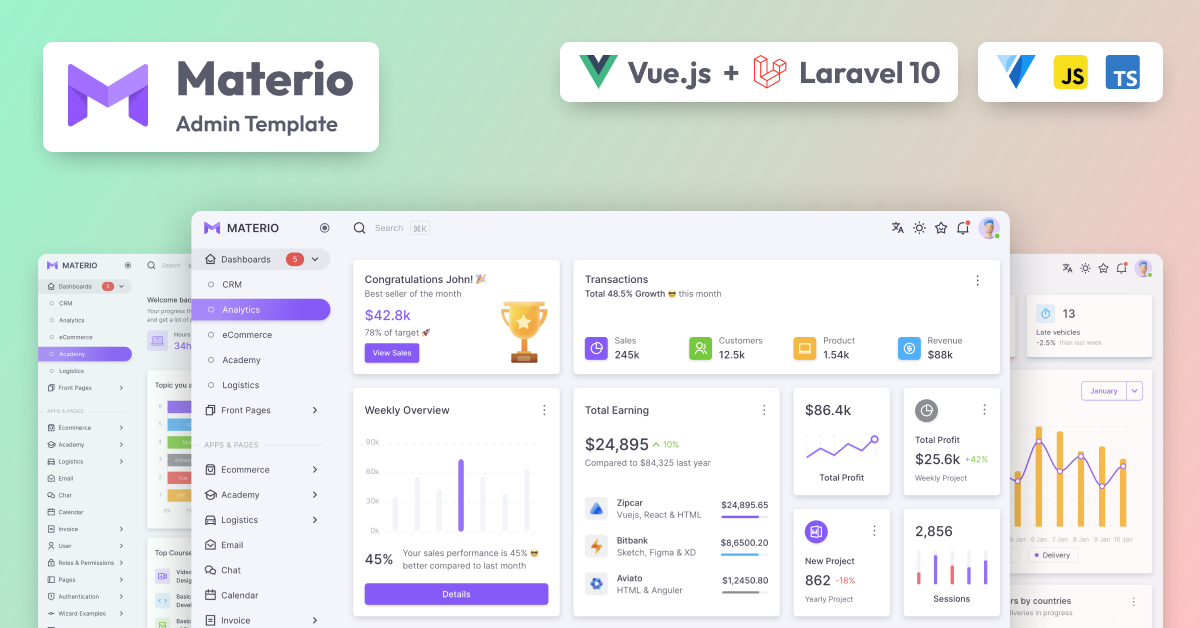 Materio
Admin Template
Vue.js + Laravel 10
JS
TS
MATERIO
Search ⌘K
Dashboards 5
CRM
Analytics
eCommerce
Academy
Logistics
Front Pages
APPS & PAGES
Ecommerce
Academy
Logistics
Email
Chat
Calendar
Invoice
Congratulations John! 🎉
Best seller of the month
$42.8k
78% of target 🚀
View Sales
Transactions
Total 48.5% Growth 😎 this month
Sales
245k
Customers
12.5k
Product
1.54k
Revenue
$88k
Weekly Overview
90k
60k
30k
0k
45%
Your sales performance is 45% 😎
better compared to last month
Details
Total Earning
$24,895 10%
Compared to $84,325 last year
Zipcar
Vuejs, React & HTML
$24,895.65
Bitbank
Sketch, Figma & XD
$8,6500.20
Aviato
HTML & Anguler
$1,2450.80
$86.4k
Total Profit
Total Profit
$25.6k +42%
Weekly Project
New Project
862 -18%
Yearly Project
2,856
Sessions
MATERIO
Search
Dashboards
CRM
Analytics
eCommerce
Academy
Logistics
Front Pages
APPS & PAGES
Ecommerce
Academy
Logistics
Email
Chat
Calendar
Invoice
User
Roles & Permissions
Pages
Authentication
Wizard Examples
Welcome bac
Your progress th
and get a lot of
Hours
34h
Topic you a
Top Cours
Video
Desig
Basic
Devel
Basic
13
Late vehicles
-2.5% than last week
January
5 Jan 6 Jan 7 Jan 8 Jan 9 Jan 10 Jan
Delivery
rs by countries
liveries in progress